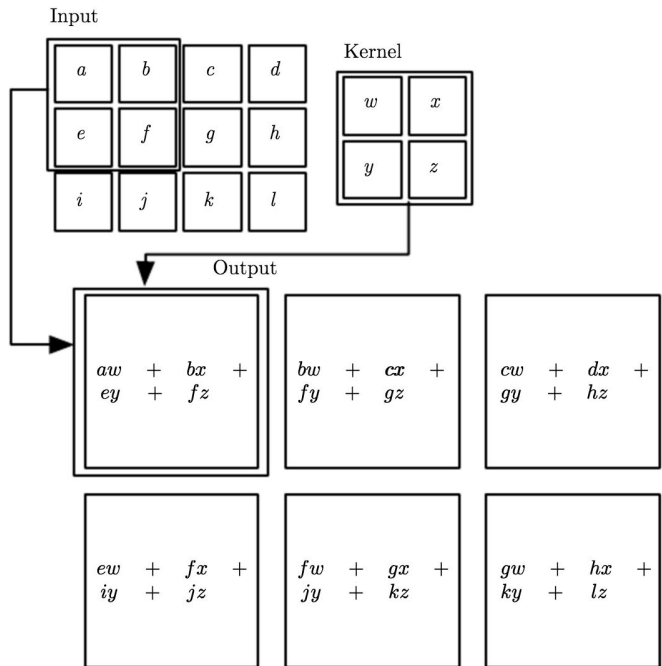 Input
a b c d
e f g h
i j k l
Kernel
w x
y z
Output
aw + bx +
ey + fz
bw + cx +
fy + gz
cw + dx +
gy + hz
ew + fx +
iy + jz
fw + gx +
jy + kz
gw + hx +
ky + lz